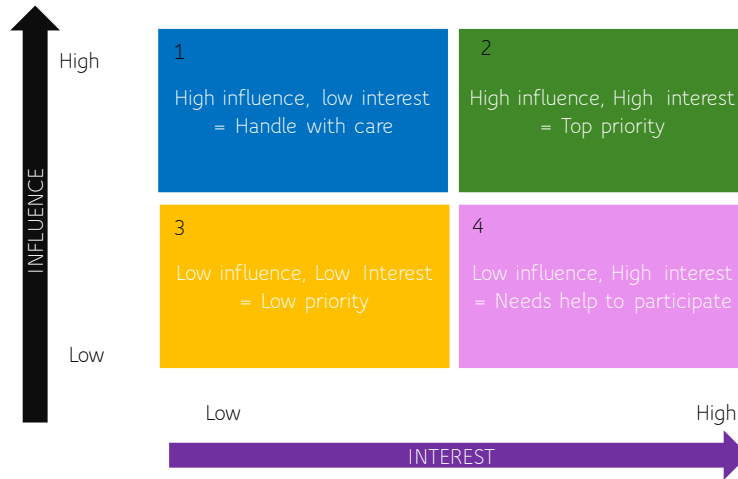 High
INFLUENCE
Low
1
High influence, low interest
= Handle with care
2
High influence, High interest
= Top priority
3
Low influence, Low Interest
= Low priority
4
Low influence, High interest
= Needs help to participate
Low
High
INTEREST